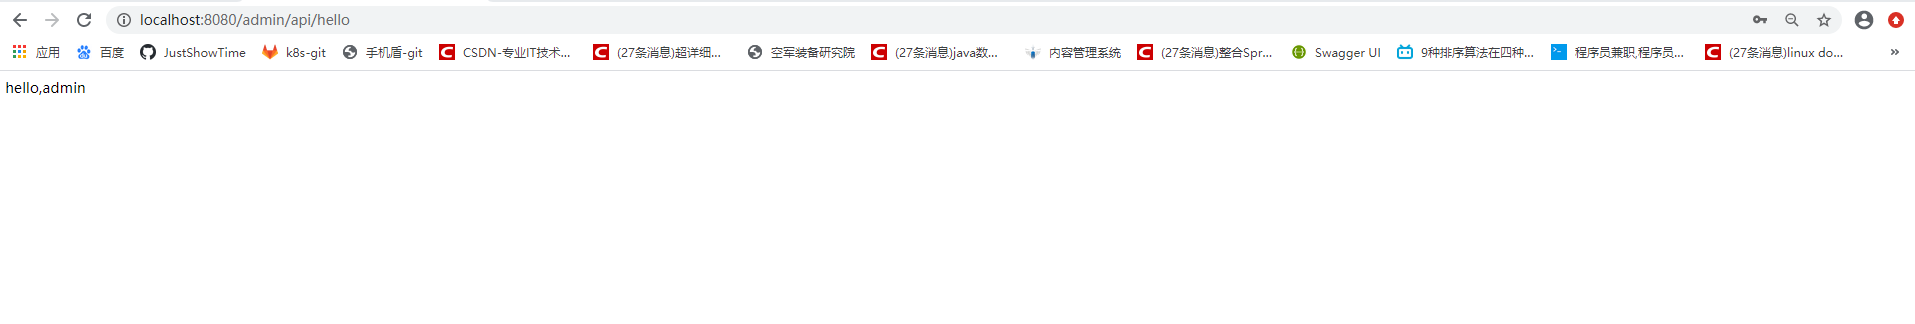 localhost:8080/admin/api/hello
应用 百度 JustShowTime k8s-git 手机盾-git CSDN-专业IT技术... (27条消息)超详细... 空军装备研究院 (27条消息)java数... 内容管理系统 (27条消息)整合Spr... Swagger UI 9种排序算法在四种... 程序员兼职,程序员... (27条消息)linux do... »
hello,admin